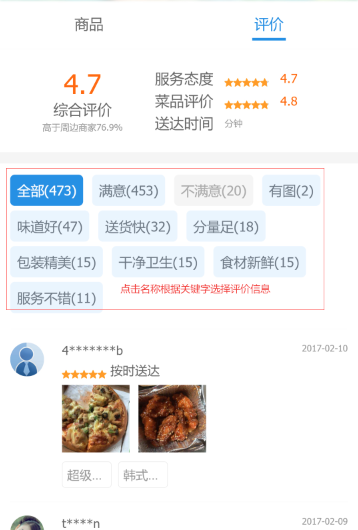 商品 评价
4.7
综合评价
高于周边商家76.9%
服务态度 4.7
菜品评价 4.8
送达时间 分钟
全部(473) 满意(453) 不满意(20) 有图(2)
味道好(47) 送货快(32) 分量足(18)
包装精美(15) 干净卫生(15) 食材新鲜(15)
服务不错(11) 点击名称根据关键字选择评价信息
4*******b 2017-02-10
按时送达
超级... 韩式...
t****n 2017-02-09